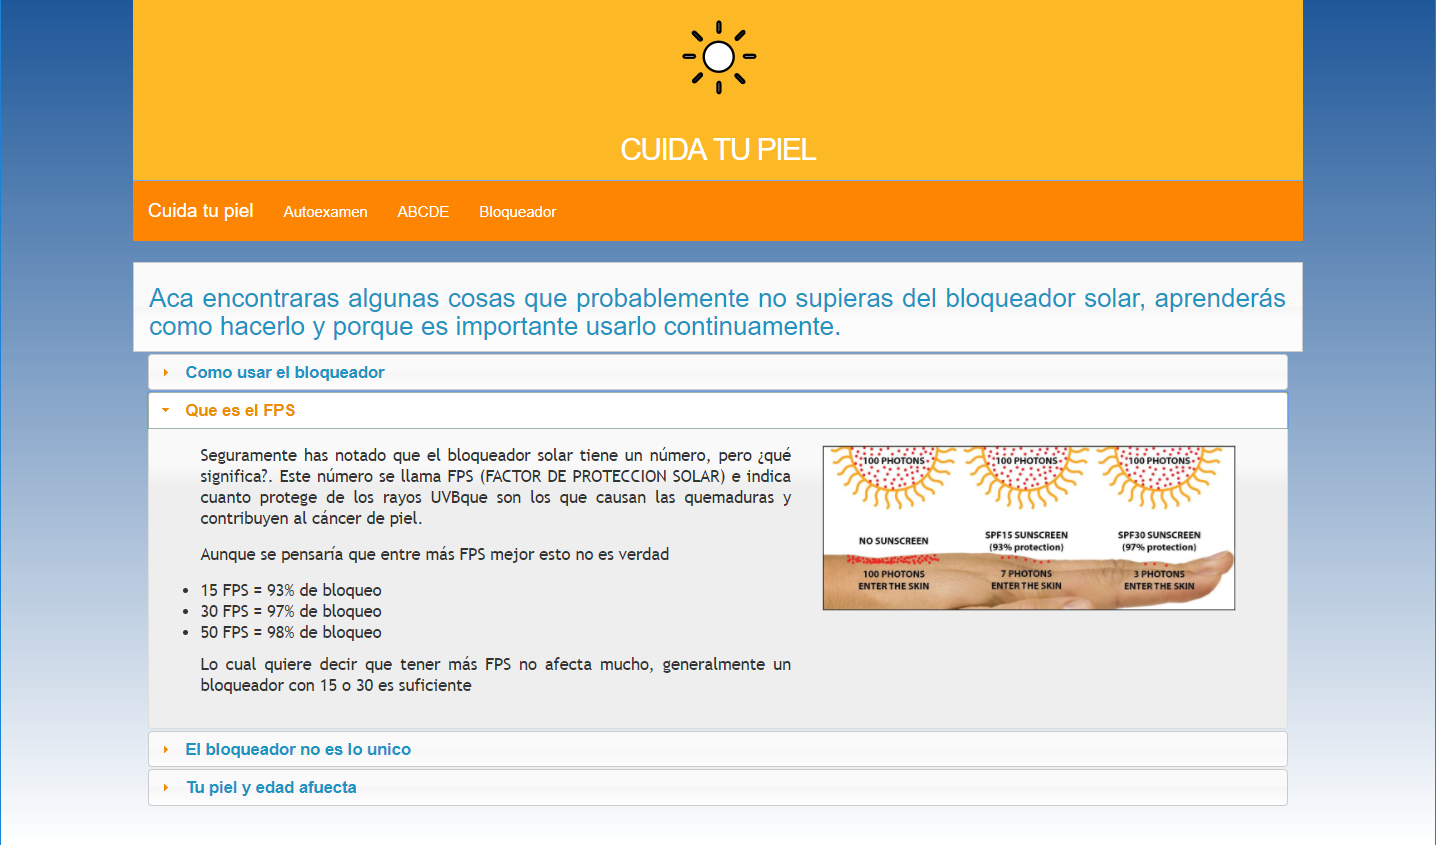 CUIDA TU PIEL
Cuida tu piel Autoexamen ABCDE Bloqueador
Aca encontraras algunas cosas que probablemente no supieras del bloqueador solar, aprenderás
como hacerlo y porque es importante usarlo continuamente.
Como usar el bloqueador
Que es el FPS
Seguramente has notado que el bloqueador solar tiene un número, pero ¿qué
significa?. Este número se llama FPS (FACTOR DE PROTECCION SOLAR) e indica
cuanto protege de los rayos UVBque son los que causan las quemaduras y
contribuyen al cáncer de piel.
Aunque se pensaría que entre más FPS mejor esto no es verdad
15 FPS = 93% de bloqueo
30 FPS = 97% de bloqueo
50 FPS = 98% de bloqueo
Lo cual quiere decir que tener más FPS no afecta mucho, generalmente un
bloqueador con 15 o 30 es suficiente
100 PHOTONS 100 PHOTONS 100 PHOTONS
NO SUNSCREEN
SPF15 SUNSCREEN
(93% protection)
SPF30 SUNSCREEN
(97% protection)
100 PHOTONS
ENTER THE SKIN
7 PHOTONS
ENTER THE SKIN
3 PHOTONS
ENTER THE SKIN
El bloqueador no es lo unico
Tu piel y edad afuecta